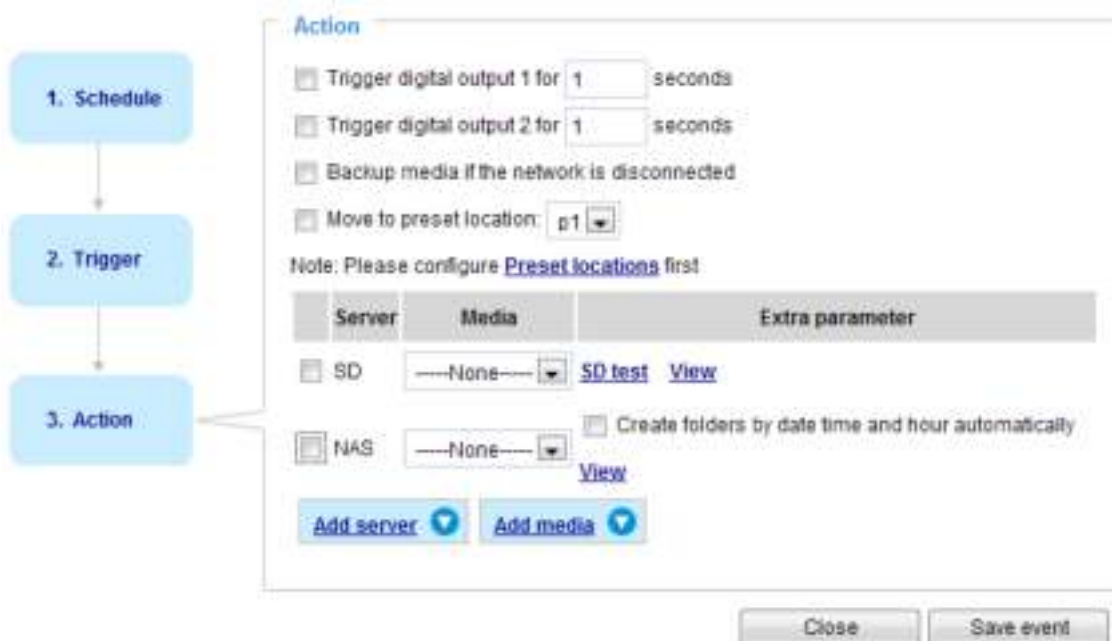 Action
1. Schedule
Trigger digital output 1 for 1 seconds
Trigger digital output 2 for 1 seconds
Backup media if the network is disconnected
Move to preset location: p1
2. Trigger
Note: Please configure Preset locations first
Server Media Extra parameter
SD -----None----- SD test View
3. Action
Create folders by date time and hour automatically
NAS -----None-----
View
Add server Add media
Close Save event